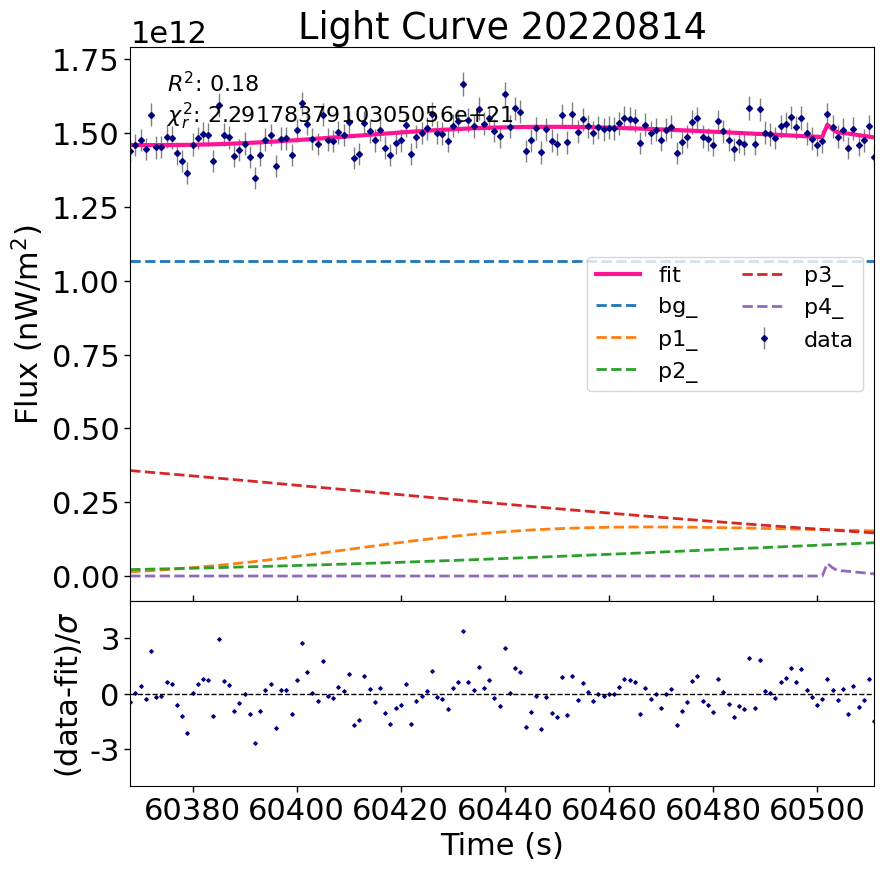 Light Curve 20220814
1e12
R²: 0.18
χ²ᵣ: 2.2917837910305056e+21
1.75
1.50
1.25
1.00
0.75
0.50
0.25
0.00
Flux (nW/m²)
fit
bg_
p1_
p2_
p3_
p4_
data
3
0
-3
(data-fit)/σ
60380 60400 60420 60440 60460 60480 60500
Time (s)